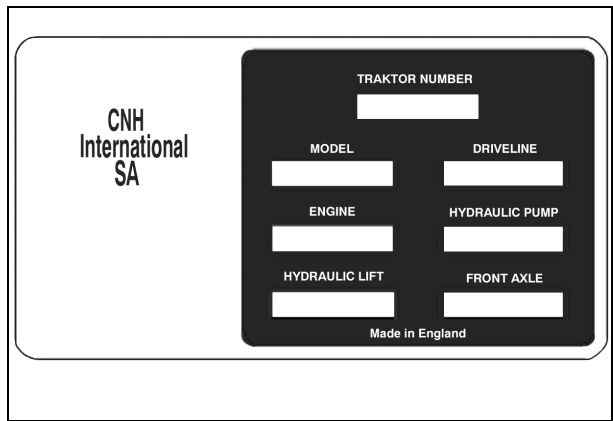 CNH
International
SA
TRAKTOR NUMBER
MODEL
DRIVELINE
ENGINE
HYDRAULIC PUMP
HYDRAULIC LIFT
FRONT AXLE
Made in England